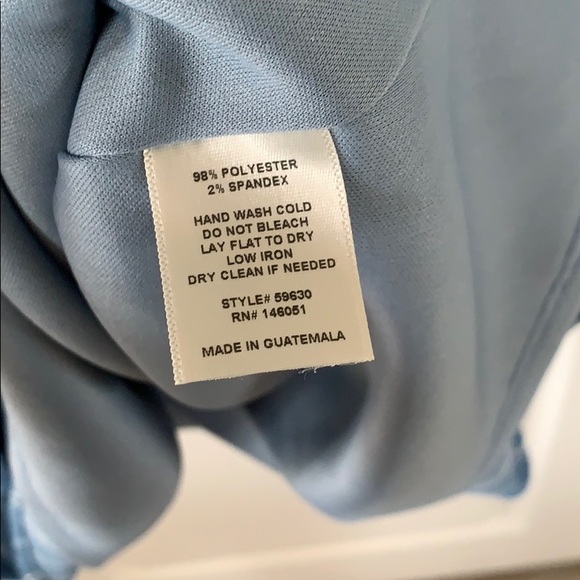 98% POLYESTER
2% SPANDEX
HAND WASH COLD
DO NOT BLEACH
LAY FLAT TO DRY
LOW IRON
DRY CLEAN IF NEEDED
STYLE# 59630
RN# 146051
MADE IN GUATEMALA